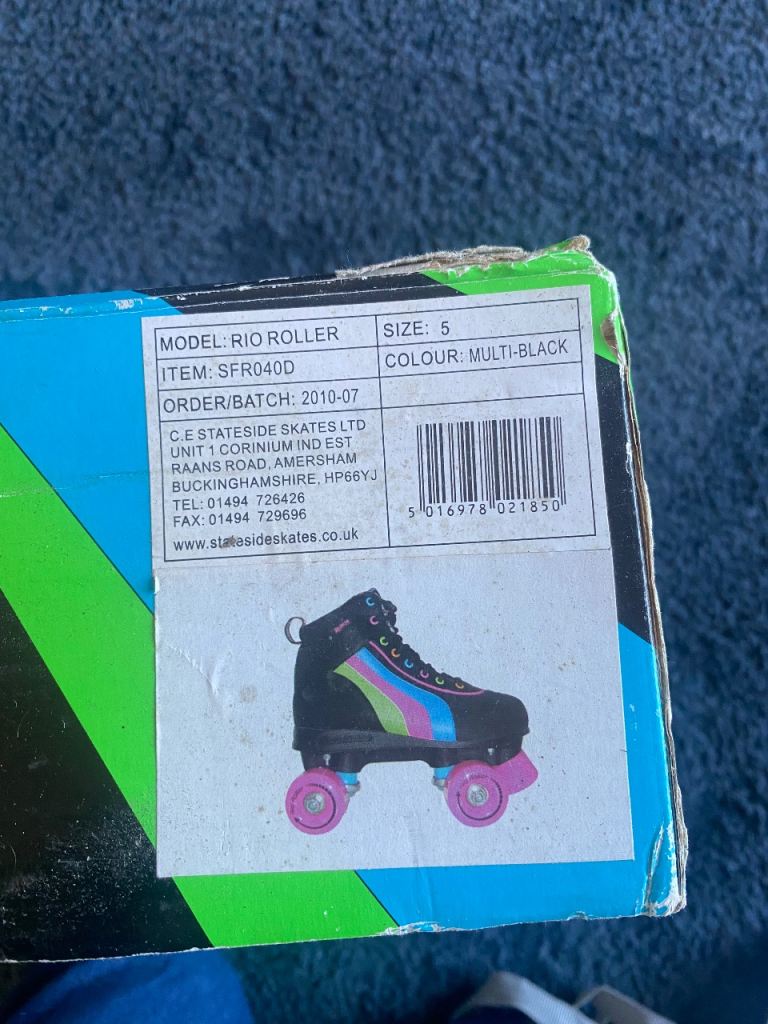 MODEL: RIO ROLLER
SIZE: 5
ITEM: SFR040D
COLOUR: MULTI-BLACK
ORDER/BATCH: 2010-07
C.E STATESIDE SKATES LTD
UNIT 1 CORINIUM IND EST
RAANS ROAD, AMERSHAM
BUCKINGHAMSHIRE, HP66YJ
TEL: 01494 726426
FAX: 01494 729696
www.statesideskates.co.uk
5 016978 021850